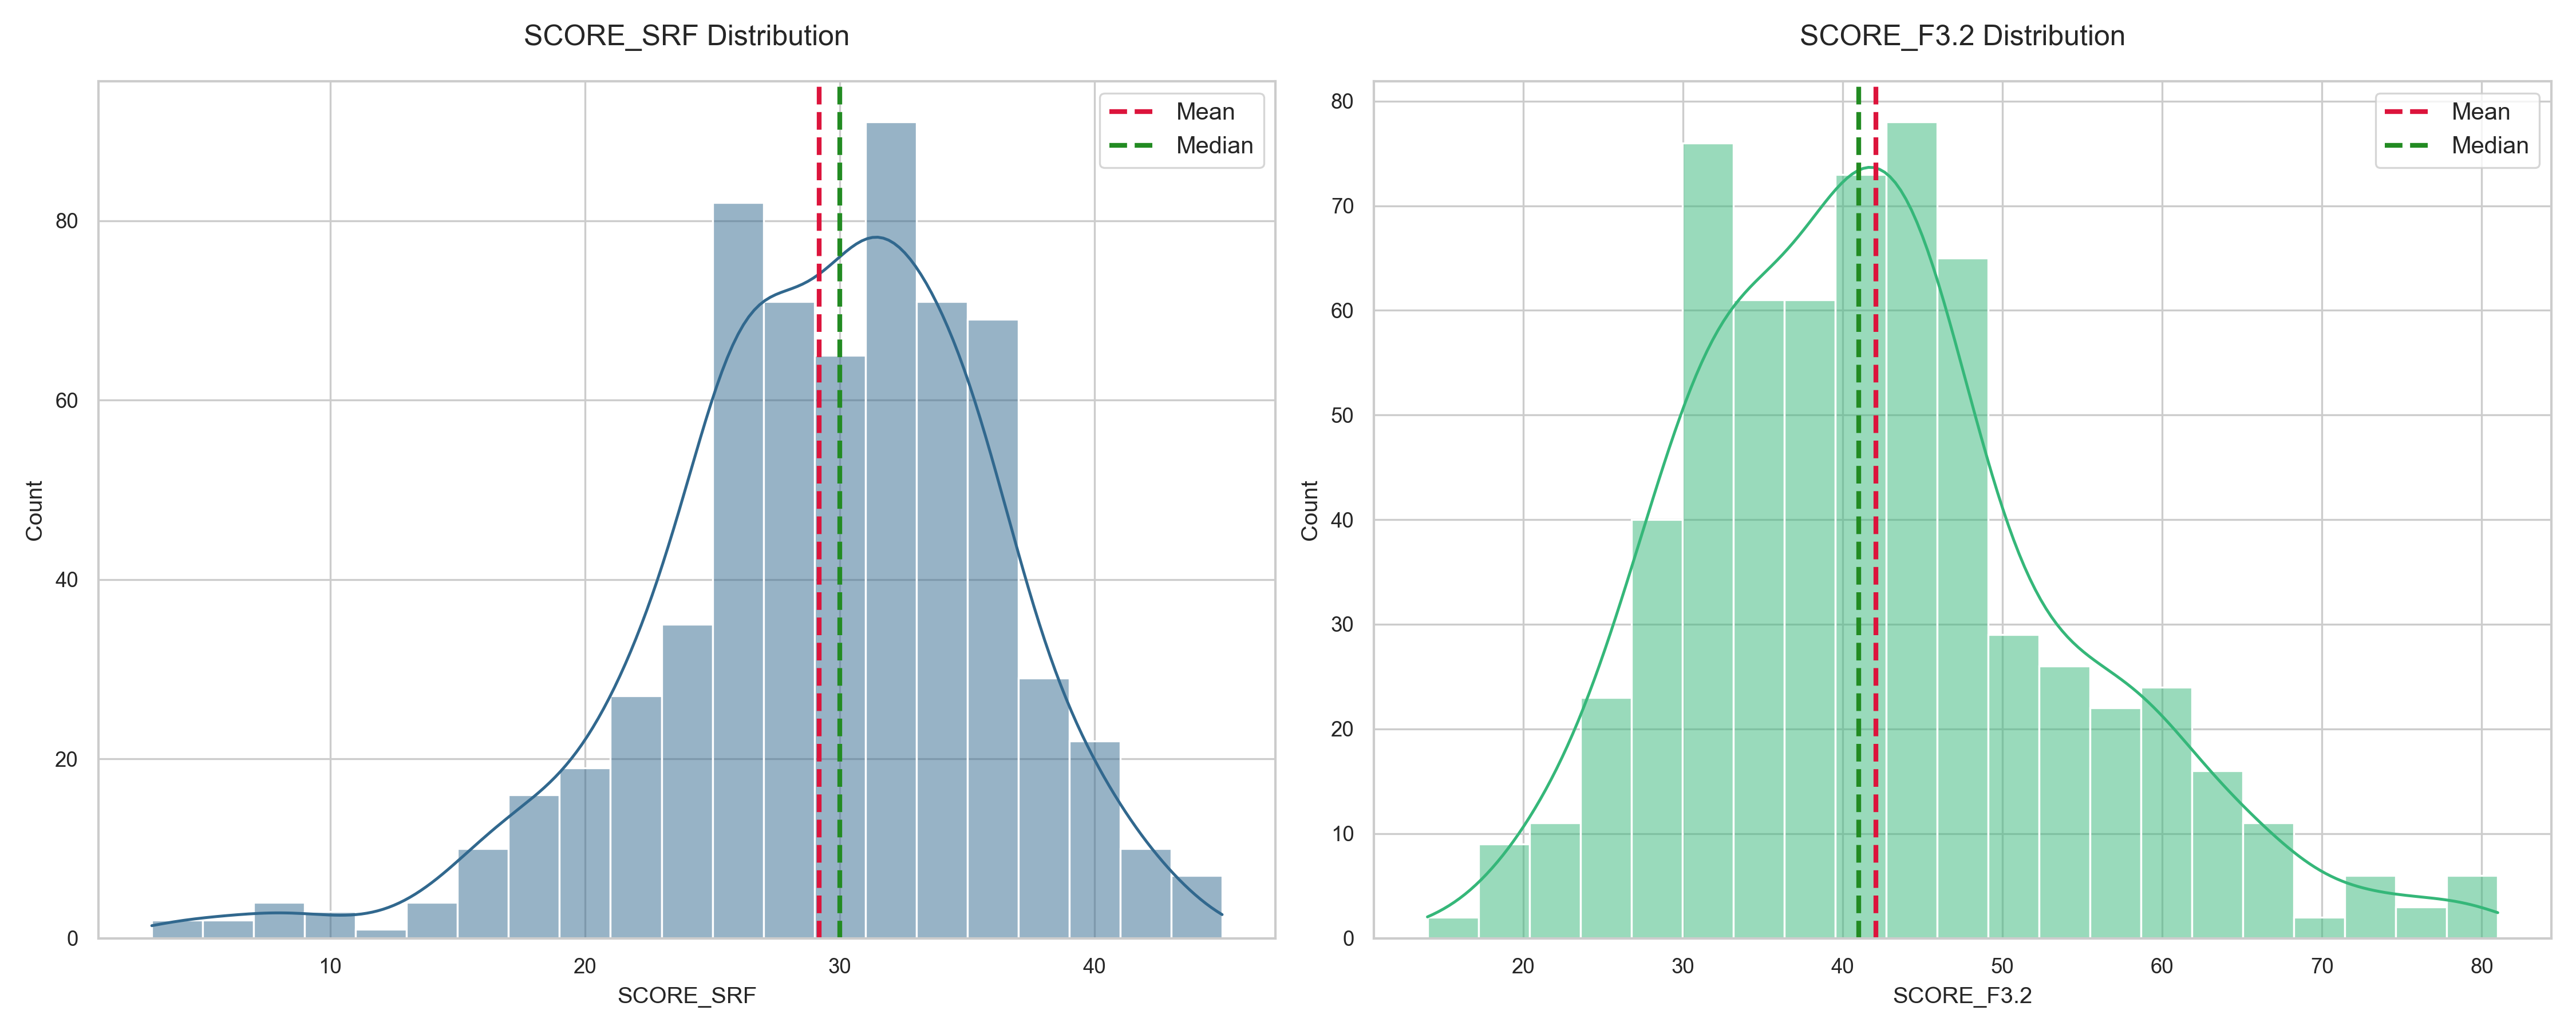 SCORE_SRF Distribution
Mean
Median
80
60
40
20
0
Count
10 20 30 40
SCORE_SRF
SCORE_F3.2 Distribution
Mean
Median
80
70
60
50
40
30
20
10
0
Count
20 30 40 50 60 70 80
SCORE_F3.2